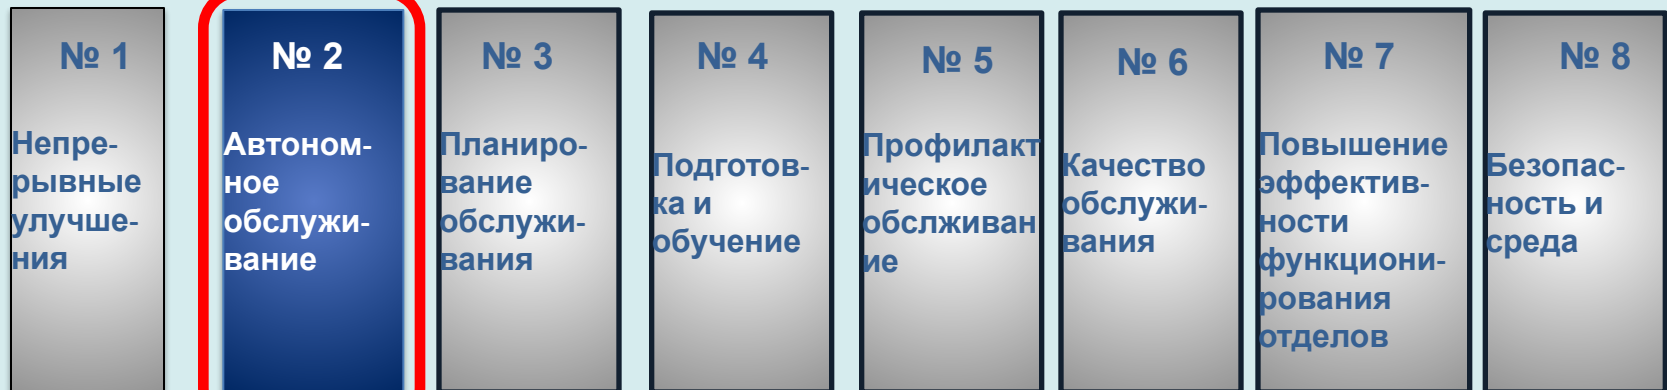 № 1
Непре-
рывные
улучше-
ния
№ 2
Автоном-
ное
обслужи-
вание
№ 3
Планиро-
вание
обслужи-
вания
№ 4
Подготов-
ка и
обучение
№ 5
Профилакт
ическое
обслживан
ие
№ 6
Качество
обслужи-
вания
№ 7
Повышение
эффектив-
ности
функциони-
рования
отделов
№ 8
Безопас-
ность и
среда